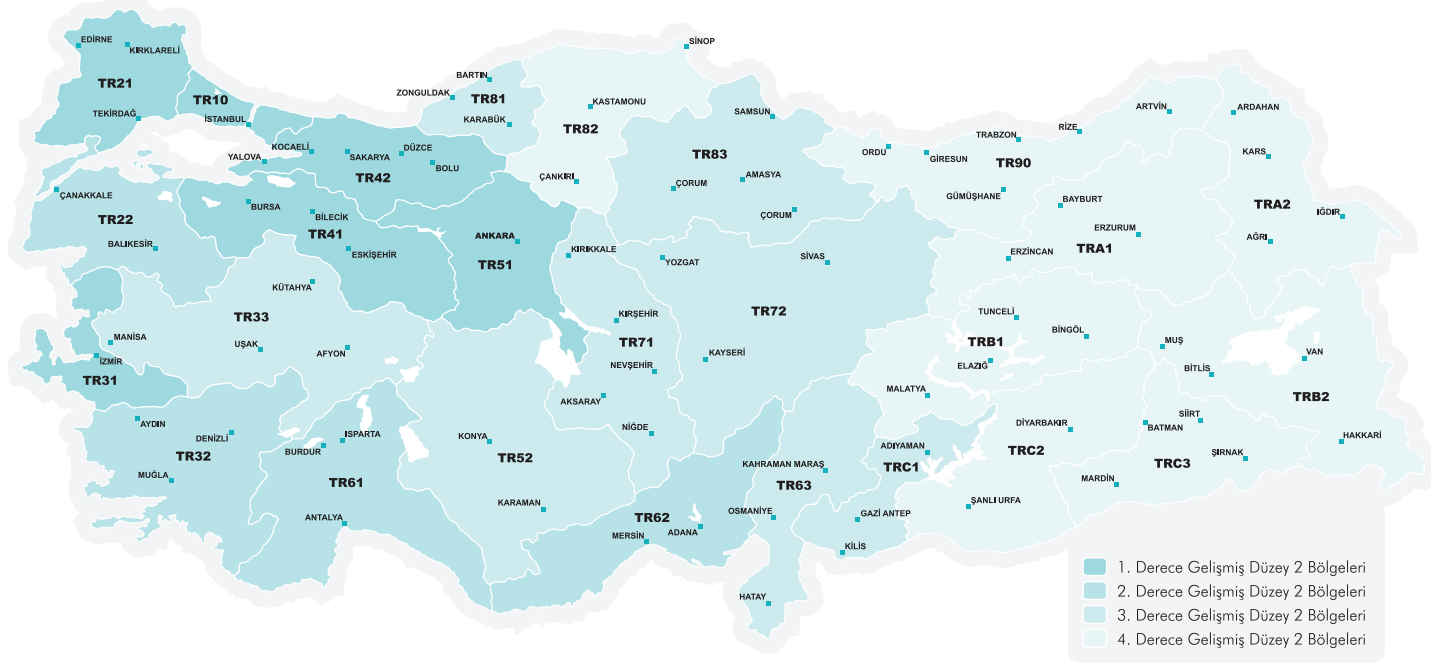 EDİRNE
KIRKLARELİ
TR21
TEKİRDAĞ
TR10
İSTANBUL
KOCAELİ
YALOVA
SAKARYA
DÜZCE
BOLU
TR42
ZONGULDAK
BARTIN
TR81
KARABÜK
SİNOP
KASTAMONU
TR82
ÇANKIRI
SAMSUN
TR83
AMASYA
ÇORUM
ÇORUM
ORDU
GİRESUN
TRABZON
TR90
RİZE
ARTVİN
GÜMÜŞHANE
ARDAHAN
KARS
TRA2
IĞDIR
AĞRI
BAYBURT
ERZURUM
TRA1
ERZİNCAN
ÇANAKKALE
TR22
BALIKESİR
BURSA
BİLECİK
TR41
ESKİŞEHİR
ANKARA
TR51
KIRIKKALE
YOZGAT
SİVAS
TR72
KAYSERİ
KIRŞEHİR
TR71
NEVŞEHİR
AKSARAY
NİĞDE
KÜTAHYA
TR33
MANİSA
UŞAK
AFYON
İZMİR
TR31
AYDIN
DENİZLİ
TR32
MUĞLA
ISPARTA
BURDUR
TR61
ANTALYA
KONYA
TR52
KARAMAN
TR62
MERSİN
ADANA
KAHRAMAN MARAŞ
TR63
OSMANİYE
HATAY
ADIYAMAN
TRC1
GAZİ ANTEP
KİLİS
TUNCELİ
BİNGÖL
TRB1
ELAZIĞ
MALATYA
MUŞ
BİTLİS
VAN
TRB2
HAKKARİ
DİYARBAKIR
TRC2
ŞANLI URFA
BATMAN
SİİRT
TRC3
ŞIRNAK
MARDİN
1. Derece Gelişmiş Düzey 2 Bölgeleri
2. Derece Gelişmiş Düzey 2 Bölgeleri
3. Derece Gelişmiş Düzey 2 Bölgeleri
4. Derece Gelişmiş Düzey 2 Bölgeleri